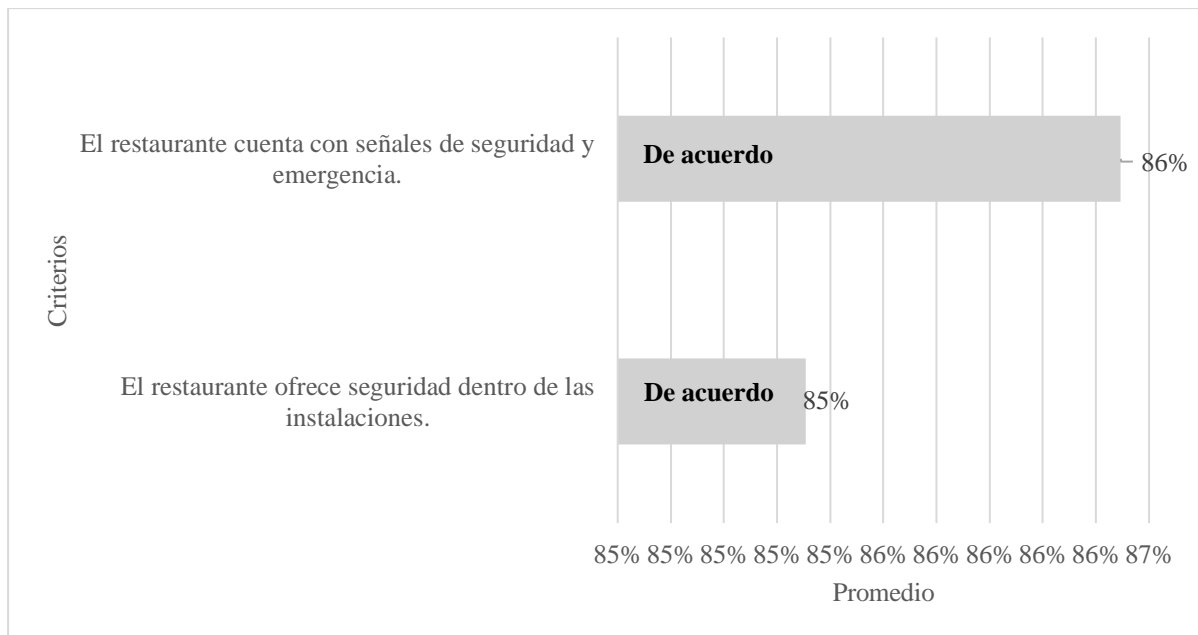 El restaurante cuenta con señales de seguridad y
emergencia.
De acuerdo
86%
Criterios
El restaurante ofrece seguridad dentro de las
instalaciones.
De acuerdo
85%
85% 85% 85% 85% 85% 86% 86% 86% 86% 86% 87%
Promedio